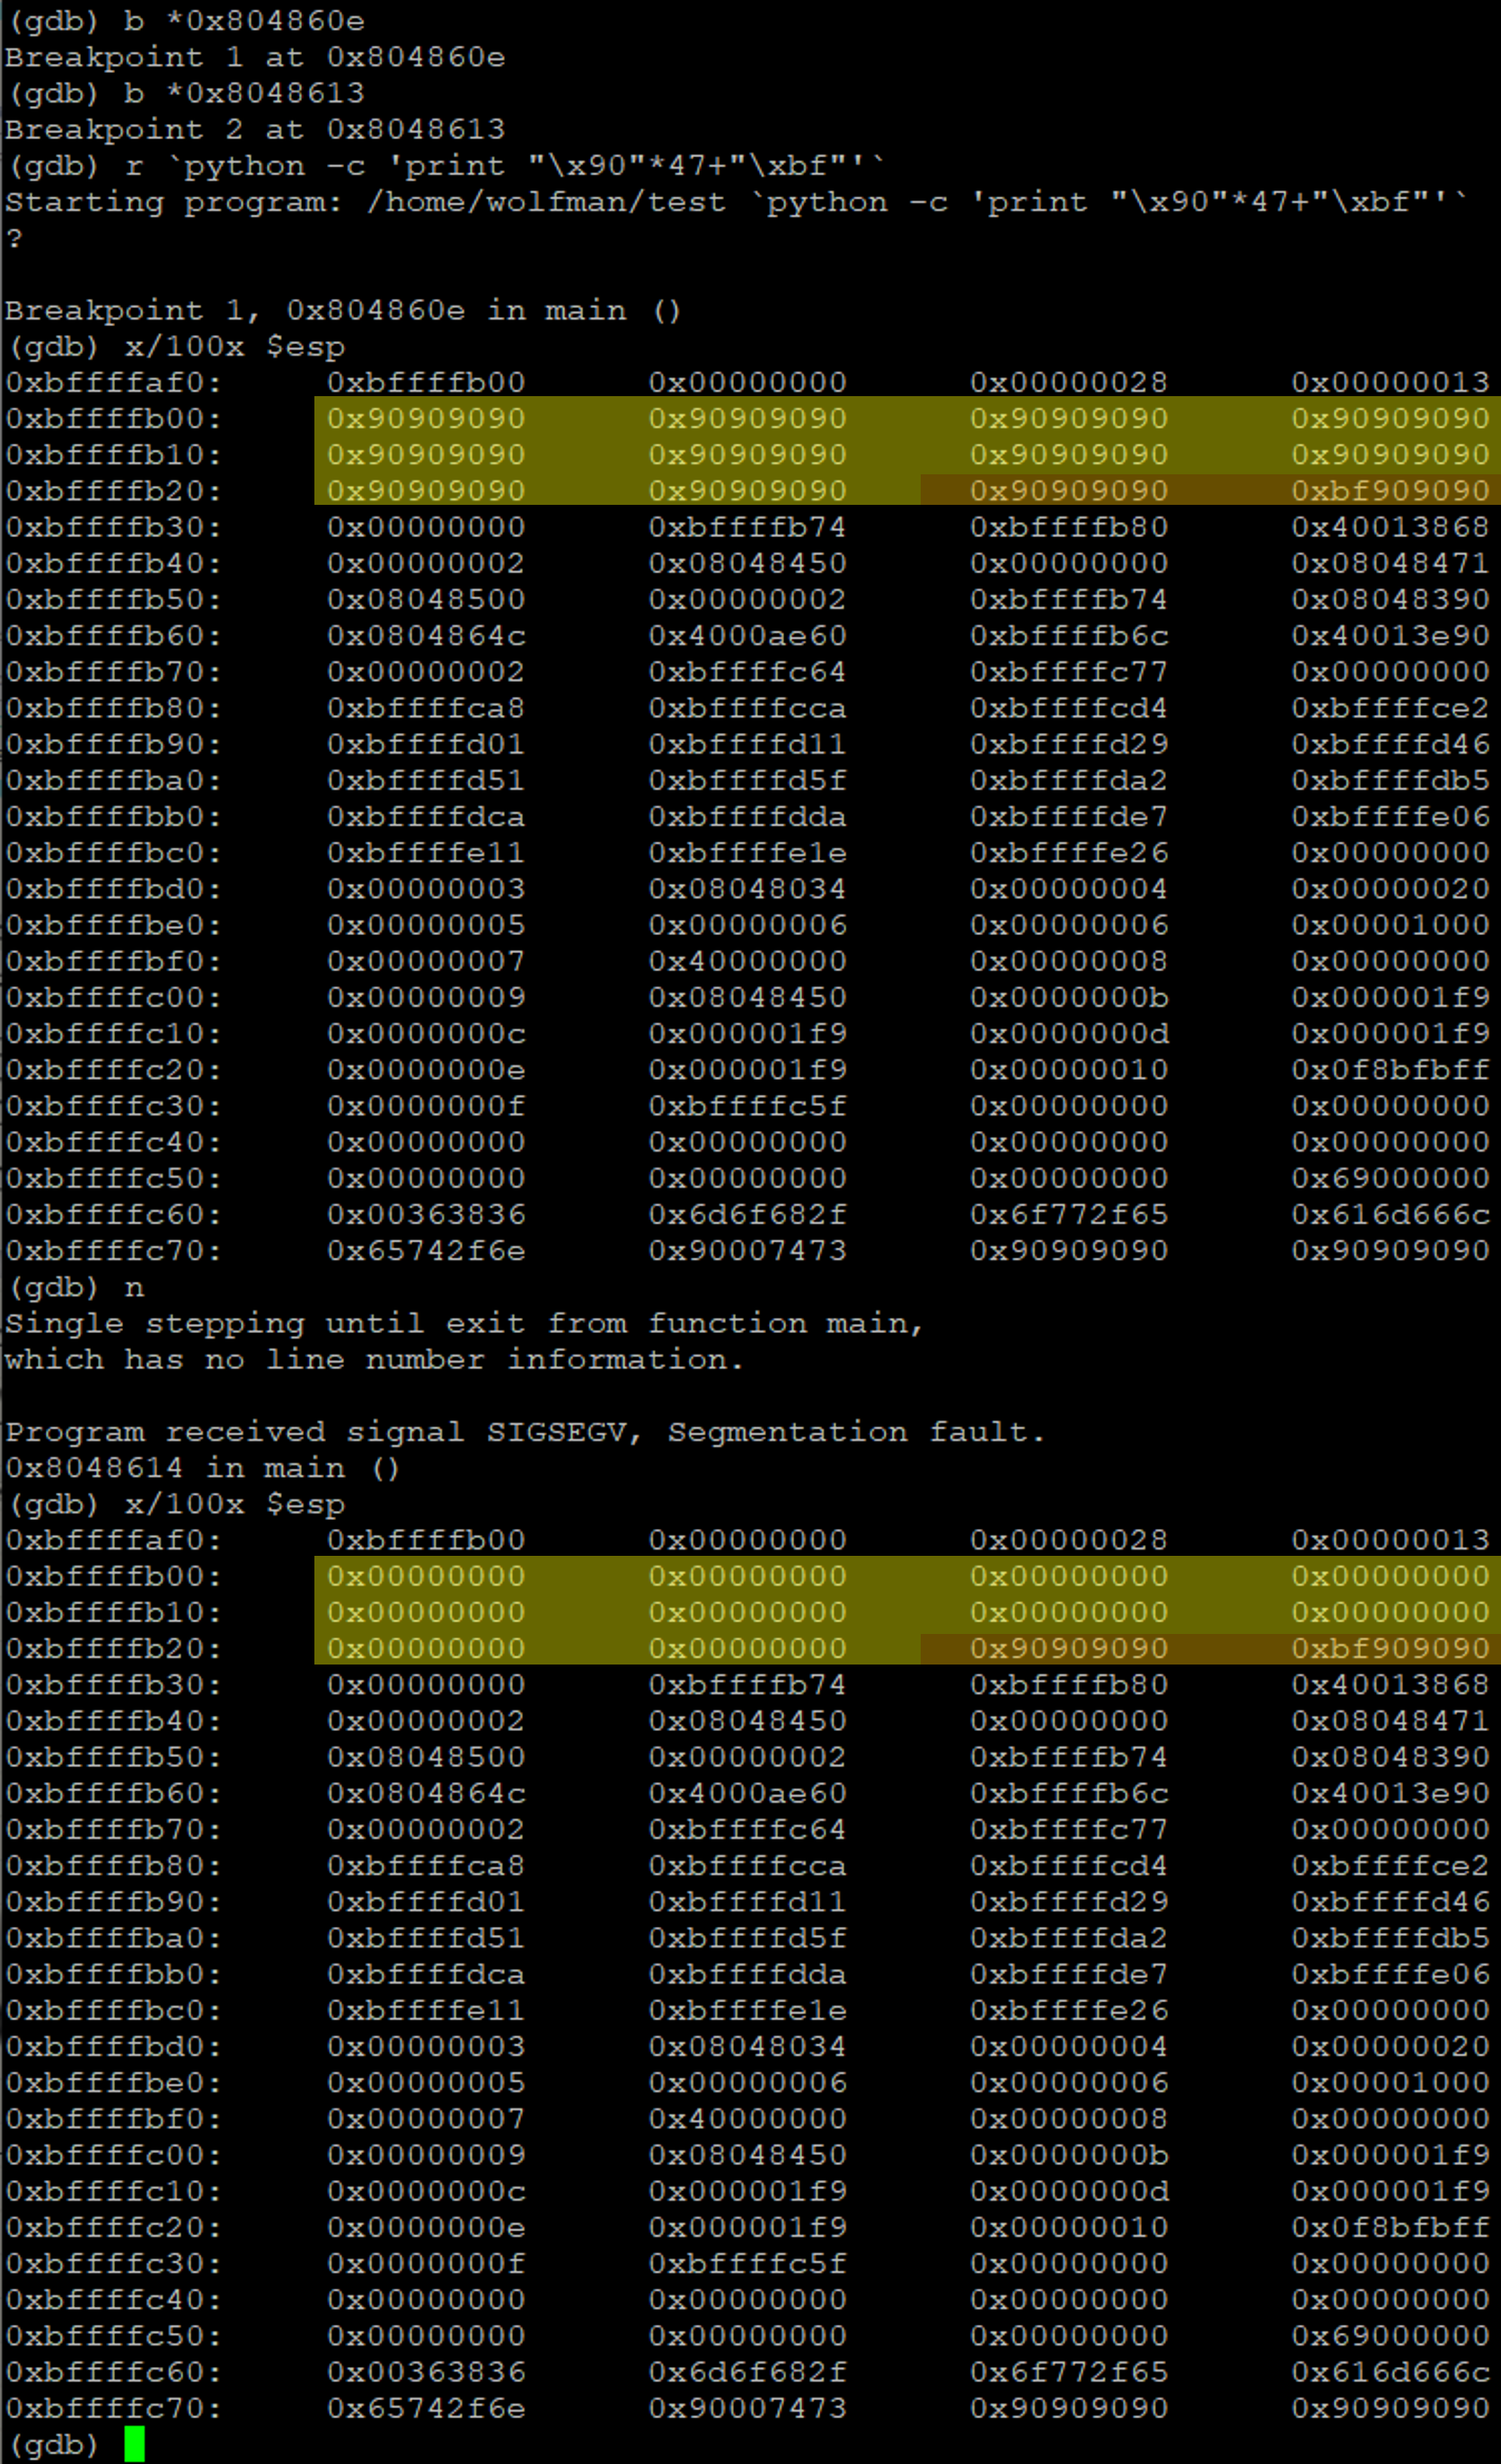 (gdb) b *0x804860e
Breakpoint 1 at 0x804860e
(gdb) b *0x8048613
Breakpoint 2 at 0x8048613
(gdb) r `python -c 'print "\x90"*47+"\xbf"'`
Starting program: /home/wolfman/test `python -c 'print "\x90"*47+"\xbf"'`
?
Breakpoint 1, 0x804860e in main ()
(gdb) x/100x $esp
0xbffffaf0: 0xbffffb00 0x00000000 0x00000028 0x00000013
0xbffffb00: 0x90909090 0x90909090 0x90909090 0x90909090
0xbffffb10: 0x90909090 0x90909090 0x90909090 0x90909090
0xbffffb20: 0x90909090 0x90909090 0x90909090 0xbf909090
0xbffffb30: 0x00000000 0xbffffb74 0xbffffb80 0x40013868
0xbffffb40: 0x00000002 0x08048450 0x00000000 0x08048471
0xbffffb50: 0x08048500 0x00000002 0xbffffb74 0x08048390
0xbffffb60: 0x0804864c 0x4000ae60 0xbffffb6c 0x40013e90
0xbffffb70: 0x00000002 0xbffffc64 0xbffffc77 0x00000000
0xbffffb80: 0xbffffca8 0xbffffcca 0xbffffcd4 0xbffffce2
0xbffffb90: 0xbffffd01 0xbffffd11 0xbffffd29 0xbffffd46
0xbffffba0: 0xbffffd51 0xbffffd5f 0xbffffda2 0xbffffdb5
0xbffffbb0: 0xbffffdca 0xbffffdda 0xbffffde7 0xbffffe06
0xbffffbc0: 0xbffffe11 0xbffffe1e 0xbffffe26 0x00000000
0xbffffbd0: 0x00000003 0x08048034 0x00000004 0x00000020
0xbffffbe0: 0x00000005 0x00000006 0x00000006 0x00001000
0xbffffbf0: 0x00000007 0x40000000 0x00000008 0x00000000
0xbffffc00: 0x00000009 0x08048450 0x0000000b 0x000001f9
0xbffffc10: 0x0000000c 0x000001f9 0x0000000d 0x000001f9
0xbffffc20: 0x0000000e 0x000001f9 0x00000010 0x0f8bfbff
0xbffffc30: 0x0000000f 0xbffffc5f 0x00000000 0x00000000
0xbffffc40: 0x00000000 0x00000000 0x00000000 0x00000000
0xbffffc50: 0x00000000 0x00000000 0x00000000 0x69000000
0xbffffc60: 0x00363836 0x6d6f682f 0x6f772f65 0x616d666c
0xbffffc70: 0x65742f6e 0x90007473 0x90909090 0x90909090
(gdb) n
Single stepping until exit from function main,
which has no line number information.
Program received signal SIGSEGV, Segmentation fault.
0x8048614 in main ()
(gdb) x/100x $esp
0xbffffaf0: 0xbffffb00 0x00000000 0x00000028 0x00000013
0xbffffb00: 0x00000000 0x00000000 0x00000000 0x00000000
0xbffffb10: 0x00000000 0x00000000 0x00000000 0x00000000
0xbffffb20: 0x00000000 0x00000000 0x90909090 0xbf909090
0xbffffb30: 0x00000000 0xbffffb74 0xbffffb80 0x40013868
0xbffffb40: 0x00000002 0x08048450 0x00000000 0x08048471
0xbffffb50: 0x08048500 0x00000002 0xbffffb74 0x08048390
0xbffffb60: 0x0804864c 0x4000ae60 0xbffffb6c 0x40013e90
0xbffffb70: 0x00000002 0xbffffc64 0xbffffc77 0x00000000
0xbffffb80: 0xbffffca8 0xbffffcca 0xbffffcd4 0xbffffce2
0xbffffb90: 0xbffffd01 0xbffffd11 0xbffffd29 0xbffffd46
0xbffffba0: 0xbffffd51 0xbffffd5f 0xbffffda2 0xbffffdb5
0xbffffbb0: 0xbffffdca 0xbffffdda 0xbffffde7 0xbffffe06
0xbffffbc0: 0xbffffe11 0xbffffe1e 0xbffffe26 0x00000000
0xbffffbd0: 0x00000003 0x08048034 0x00000004 0x00000020
0xbffffbe0: 0x00000005 0x00000006 0x00000006 0x00001000
0xbffffbf0: 0x00000007 0x40000000 0x00000008 0x00000000
0xbffffc00: 0x00000009 0x08048450 0x0000000b 0x000001f9
0xbffffc10: 0x0000000c 0x000001f9 0x0000000d 0x000001f9
0xbffffc20: 0x0000000e 0x000001f9 0x00000010 0x0f8bfbff
0xbffffc30: 0x0000000f 0xbffffc5f 0x00000000 0x00000000
0xbffffc40: 0x00000000 0x00000000 0x00000000 0x00000000
0xbffffc50: 0x00000000 0x00000000 0x00000000 0x69000000
0xbffffc60: 0x00363836 0x6d6f682f 0x6f772f65 0x616d666c
0xbffffc70: 0x65742f6e 0x90007473 0x90909090 0x90909090
(gdb)